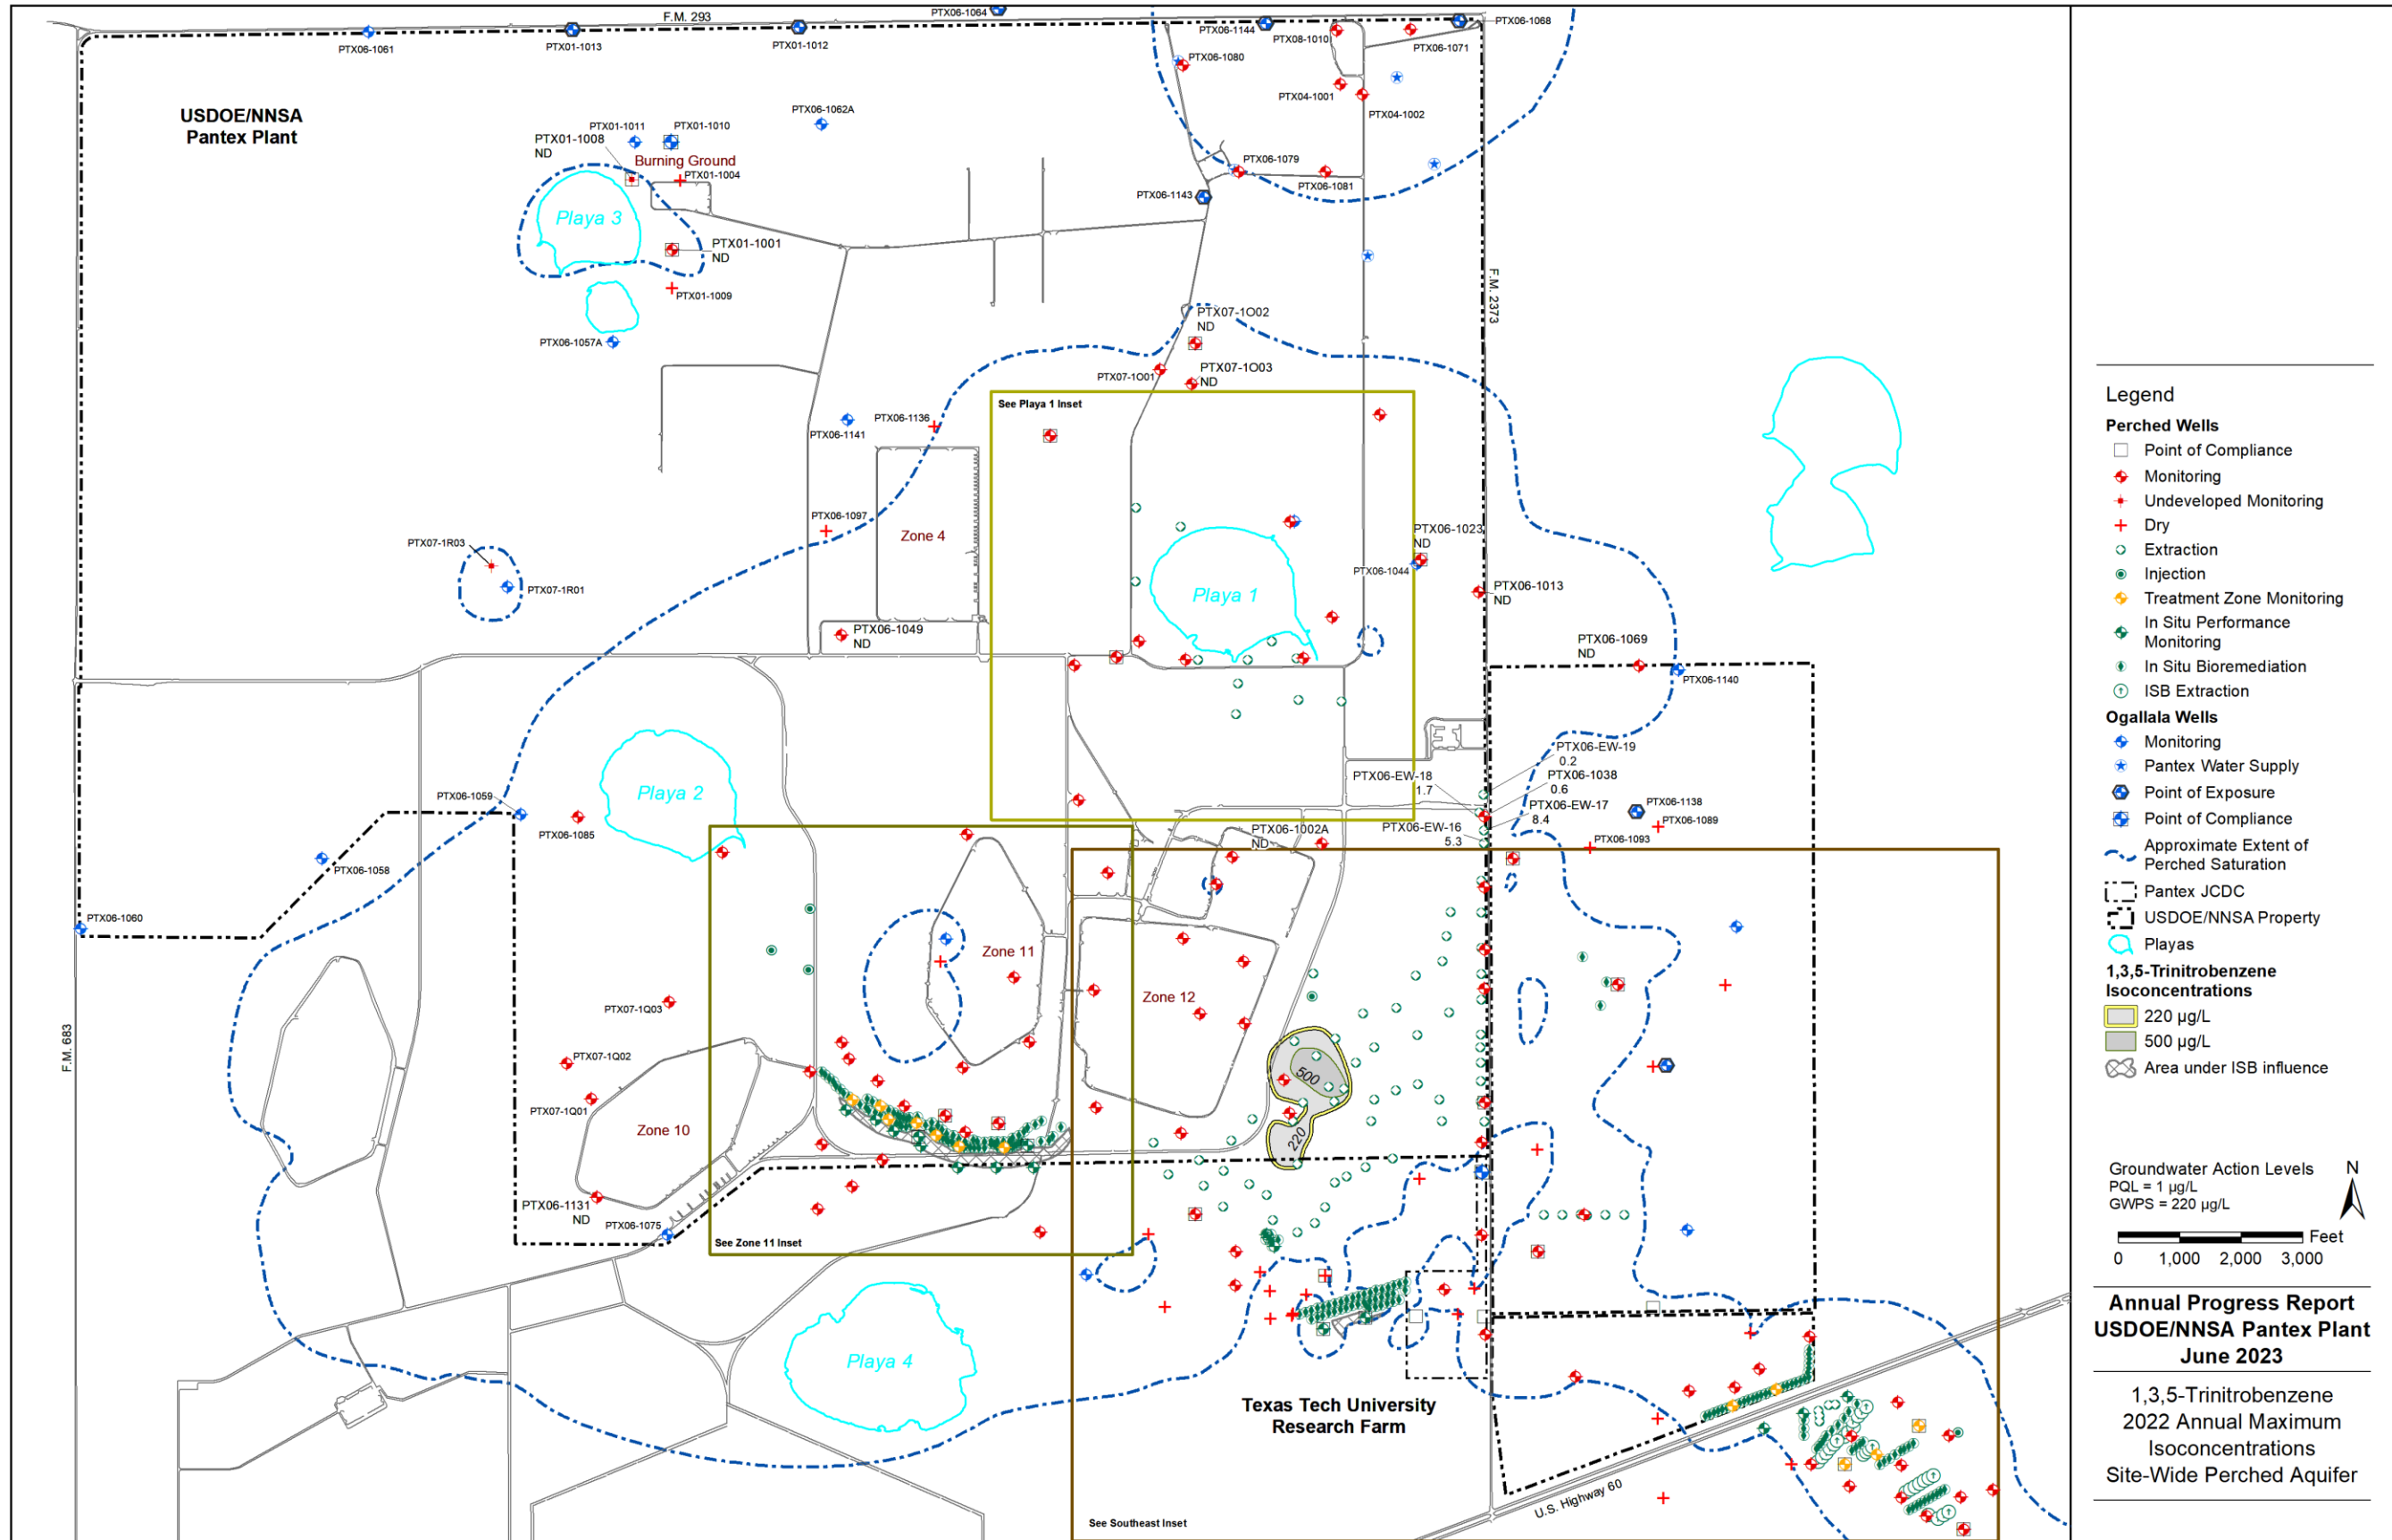 F.M. 293
PTX06-1064
PTX06-1061
PTX01-1013
PTX01-1012
PTX06-1144
PTX08-1010
PTX06-1068
PTX06-1071
PTX06-1080
PTX04-1001
PTX04-1002
USDOE/NNSA
Pantex Plant
PTX06-1062A
PTX01-1011
PTX01-1010
PTX01-1008
ND
Burning Ground
PTX01-1004
PTX06-1079
PTX06-1081
PTX06-1143
Playa 3
PTX01-1001
ND
PTX01-1009
PTX06-1057A
F.M. 2373
PTX07-1O02
ND
PTX07-1O01
PTX07-1O03
ND
See Playa 1 Inset
PTX06-1141
PTX06-1136
PTX06-1097
Zone 4
PTX07-1R03
PTX07-1R01
PTX06-1023
ND
PTX06-1044
PTX06-1013
ND
Playa 1
PTX06-1049
ND
PTX06-1069
ND
PTX06-1140
Playa 2
PTX06-1059
PTX06-1085
PTX06-1058
PTX06-1060
PTX06-EW-19
0.2
PTX06-EW-18
1.7
PTX06-1038
0.6
PTX06-EW-17
8.4
PTX06-EW-16
5.3
PTX06-1002A
ND
PTX06-1138
PTX06-1089
PTX06-1093
Zone 11
Zone 12
PTX07-1Q03
PTX07-1Q02
PTX07-1Q01
F.M. 683
Zone 10
500
220
PTX06-1131
ND
PTX06-1075
See Zone 11 Inset
Playa 4
Texas Tech University
Research Farm
U.S. Highway 60
See Southeast Inset
Legend
Perched Wells
Point of Compliance
Monitoring
Undeveloped Monitoring
Dry
Extraction
Injection
Treatment Zone Monitoring
In Situ Performance
Monitoring
In Situ Bioremediation
ISB Extraction
Ogallala Wells
Monitoring
Pantex Water Supply
Point of Exposure
Point of Compliance
Approximate Extent of
Perched Saturation
Pantex JCDC
USDOE/NNSA Property
Playas
1,3,5-Trinitrobenzene
Isoconcentrations
220 µg/L
500 µg/L
Area under ISB influence
Groundwater Action Levels
PQL = 1 µg/L
GWPS = 220 µg/L
N
Feet
0 1,000 2,000 3,000
Annual Progress Report
USDOE/NNSA Pantex Plant
June 2023
1,3,5-Trinitrobenzene
2022 Annual Maximum
Isoconcentrations
Site-Wide Perched Aquifer